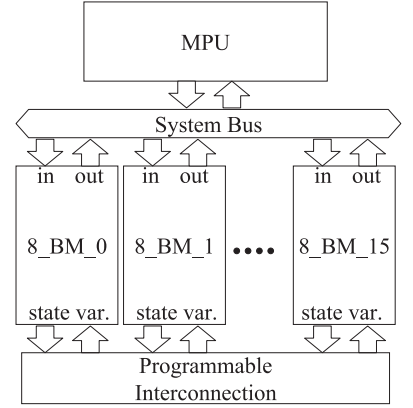 MPU
System Bus
in out in out in out
8_BM_0 8_BM_1 •••• 8_BM_15
state var. state var. state var.
Programmable
Interconnection